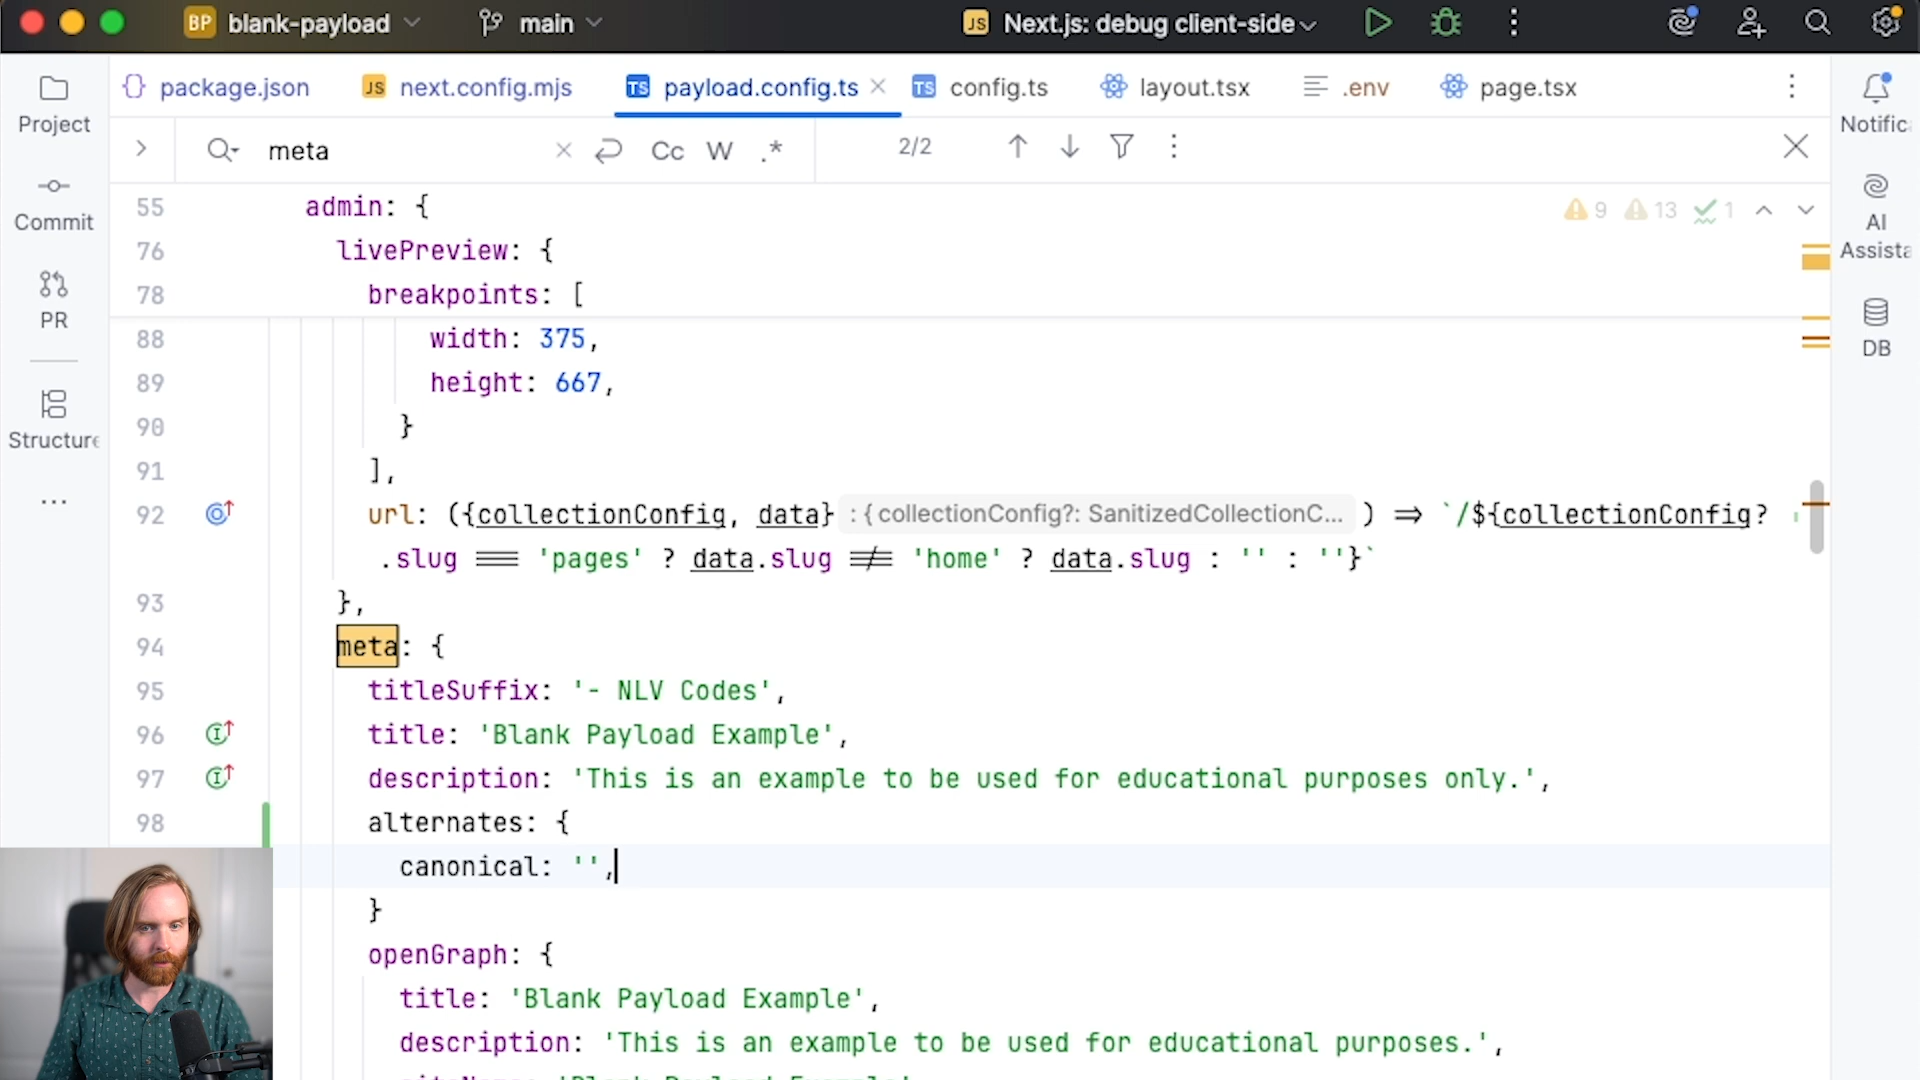 BP blank-payload main JS Next.js: debug client-side
Project
Commit
PR
Structure
{} package.json JS next.config.mjs TS payload.config.ts TS config.ts layout.tsx .env page.tsx
meta Cc W .* 2/2
9 13 1
55 admin: {
76 livePreview: {
78 breakpoints: [
88 width: 375,
89 height: 667,
90 }
91 ],
92 url: ({collectionConfig, data} : { collectionConfig?: SanitizedCollectionC... ) => `/${collectionConfig?
.slug === 'pages' ? data.slug !== 'home' ? data.slug : '' : ''}`
93 },
94 meta: {
95 titleSuffix: '- NLV Codes',
96 title: 'Blank Payload Example',
97 description: 'This is an example to be used for educational purposes only.',
98 alternates: {
canonical: '',
}
openGraph: {
title: 'Blank Payload Example',
description: 'This is an example to be used for educational purposes.',
Notific
AI
Assista
DB